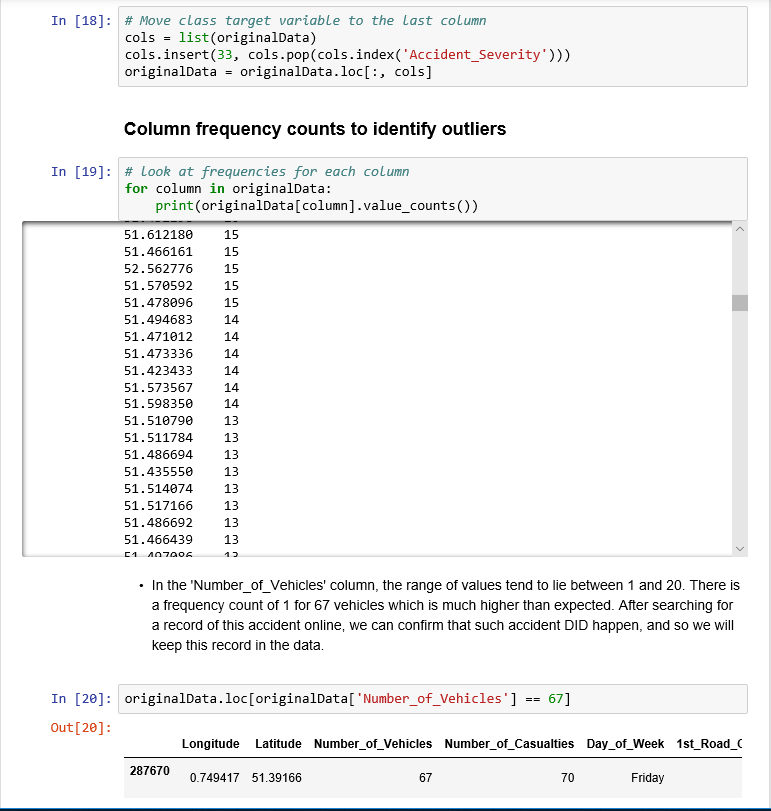 In [18]: # Move class target variable to the last column
cols = list(originalData)
cols.insert(33, cols.pop(cols.index('Accident_Severity')))
originalData = originalData.loc[:, cols]
Column frequency counts to identify outliers
In [19]: # look at frequencies for each column
for column in originalData:
print(originalData[column].value_counts())
51.612180 15
51.466161 15
52.562776 15
51.570592 15
51.478096 15
51.494683 14
51.471012 14
51.473336 14
51.423433 14
51.573567 14
51.598350 14
51.510790 13
51.511784 13
51.486694 13
51.435550 13
51.514074 13
51.517166 13
51.486692 13
51.466439 13
51.497086 13
• In the 'Number_of_Vehicles' column, the range of values tend to lie between 1 and 20. There is
a frequency count of 1 for 67 vehicles which is much higher than expected. After searching for
a record of this accident online, we can confirm that such accident DID happen, and so we will
keep this record in the data.
In [20]: originalData.loc[originalData['Number_of_Vehicles'] == 67]
Out[20]:
Longitude Latitude Number_of_Vehicles Number_of_Casualties Day_of_Week 1st_Road_C
287670 0.749417 51.39166 67 70 Friday